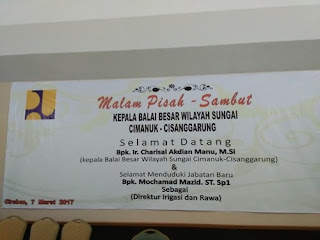 Malam Pisah - Sambut
KEPALA BALAI BESAR WILAYAH SUNGAI
CIMANUK - CISANGGARUNG
Selamat Datang
Bpk. Ir. Charisal Akdian Manu, M.Si
(kepala Balai Besar Wilayah Sungai Cimanuk-Cisanggarung)
&
Selamat Menduduki Jabatan Baru
Bpk. Mochamad Mazid. ST. Sp1
Sebagai
(Direktur Irigasi dan Rawa)
Cirebon, 7 Maret 2017